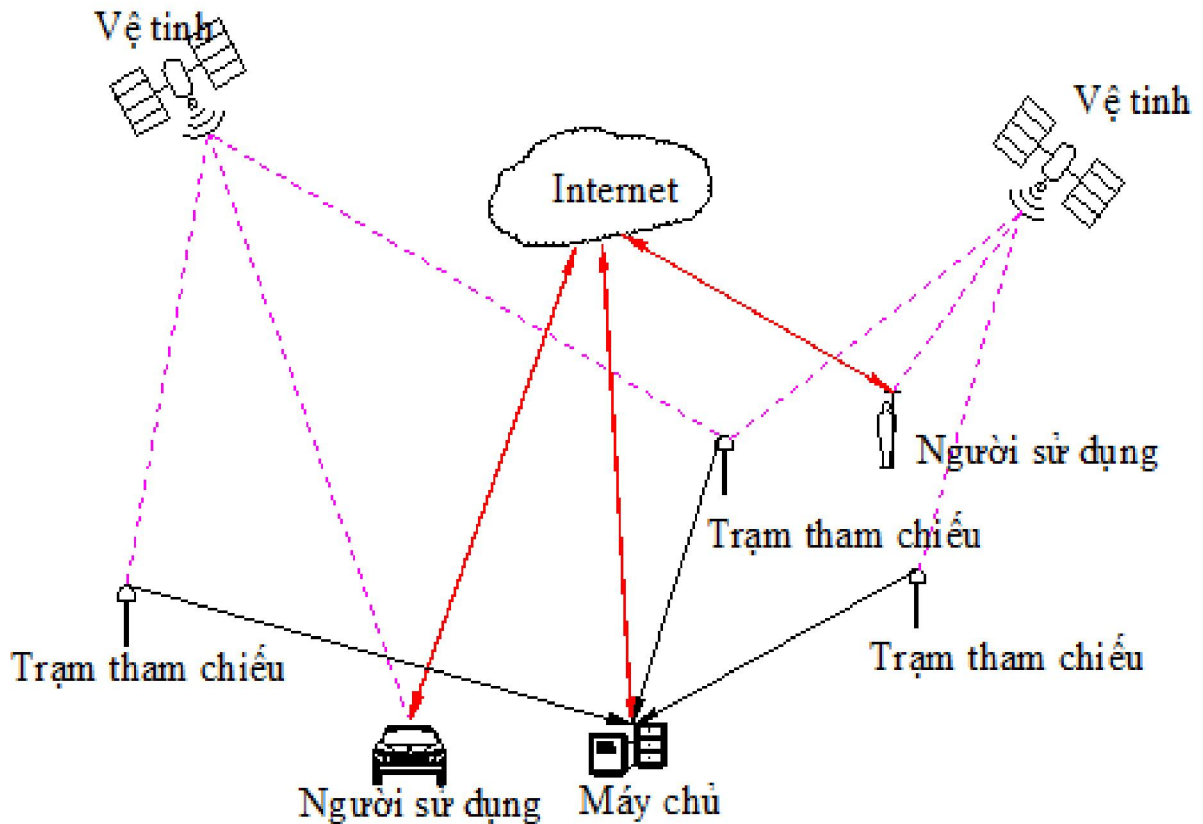 Vệ tinh
Vệ tinh
Internet
Người sử dụng
Trạm tham chiếu
Trạm tham chiếu
Trạm tham chiếu
Người sử dụng
Máy chủ